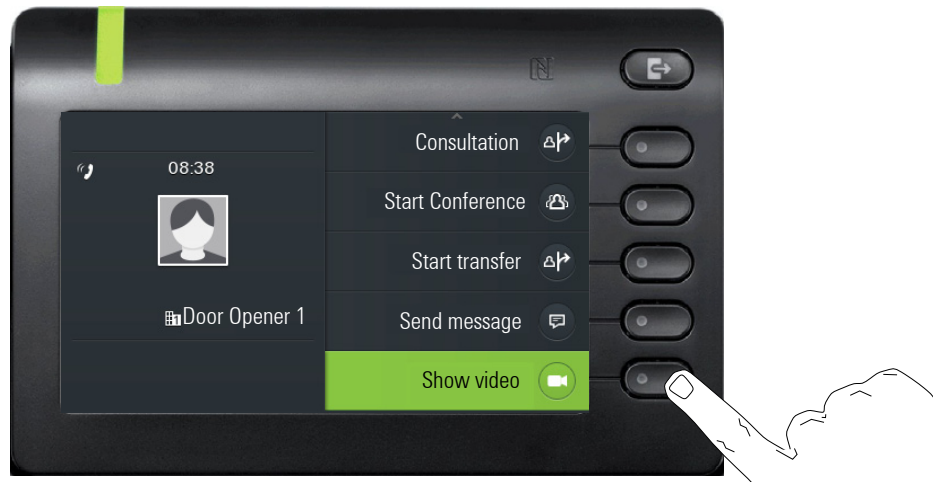 Consultation
08:38
Start Conference
Start transfer
Door Opener 1
Send message
Show video